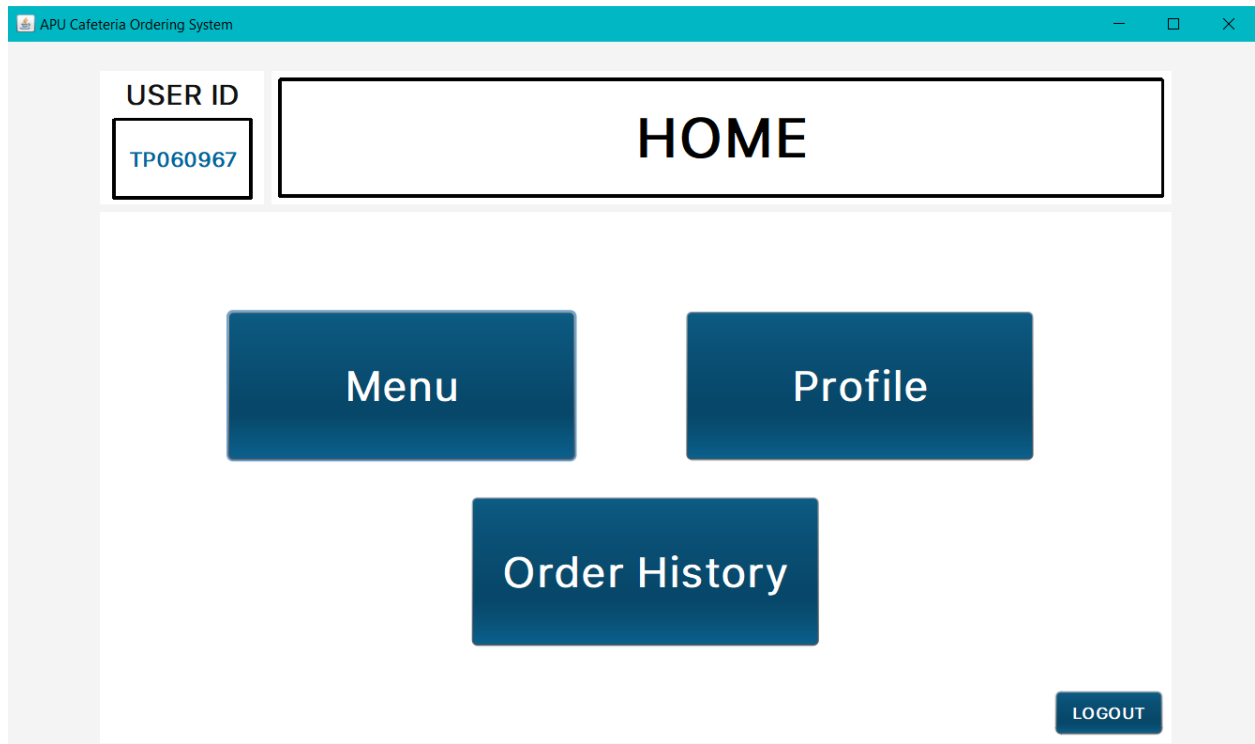 APU Cafeteria Ordering System
USER ID
TP060967
HOME
Menu
Profile
Order History
LOGOUT